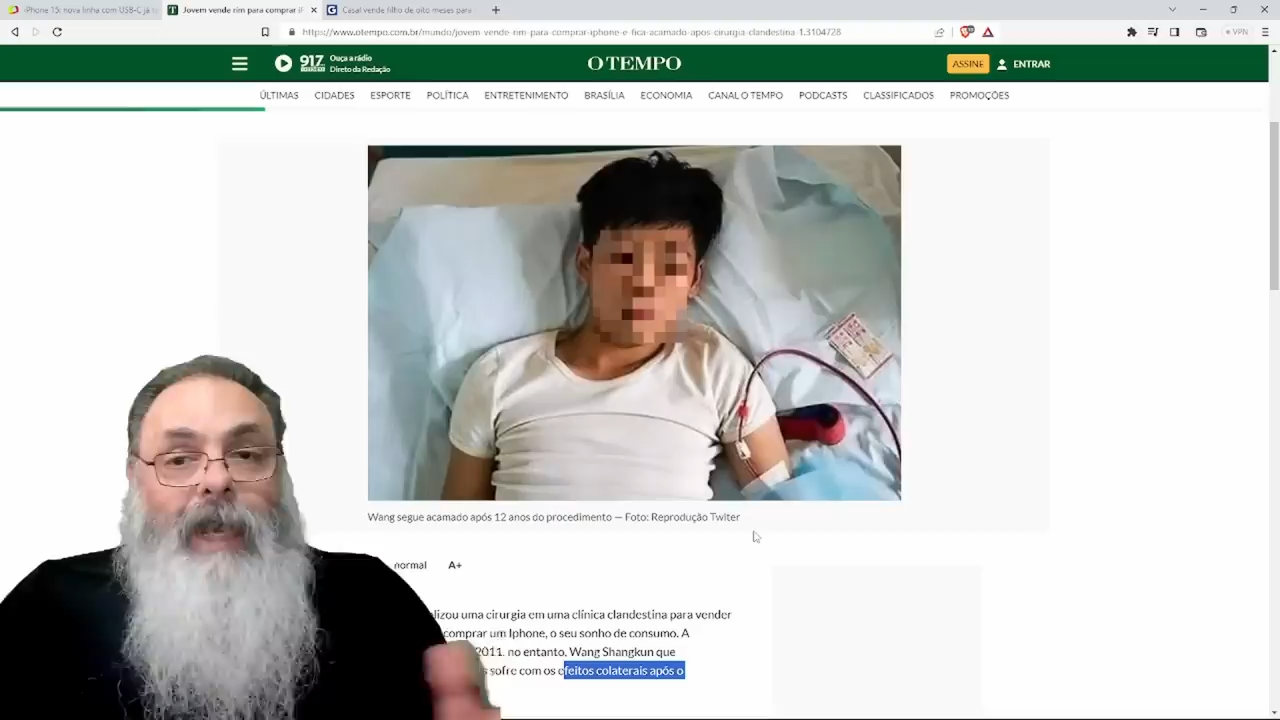 iPhone 15: nova linha com USB-C já
Jovem vende rim para comprar iP
Casal vende filho de oito meses para
https://www.otempo.com.br/mundo/jovem-vende-rim-para-comprar-iphone-e-fica-acamado-apos-cirurgia-clandestina-1.3104728
VPN
917
Ouça a rádio
Direto da Redação
O TEMPO
ASSINE
ENTRAR
ÚLTIMAS CIDADES ESPORTE POLÍTICA ENTRETENIMENTO BRASÍLIA ECONOMIA CANAL O TEMPO PODCASTS CLASSIFICADOS PROMOÇÕES
Wang segue acamado após 12 anos do procedimento — Foto: Reprodução Twiter
normal A+
lizou uma cirurgia em uma clínica clandestina para vender
comprar um Iphone, o seu sonho de consumo. A
2011, no entanto, Wang Shangkun que
s sofre com os efeitos colaterais após o